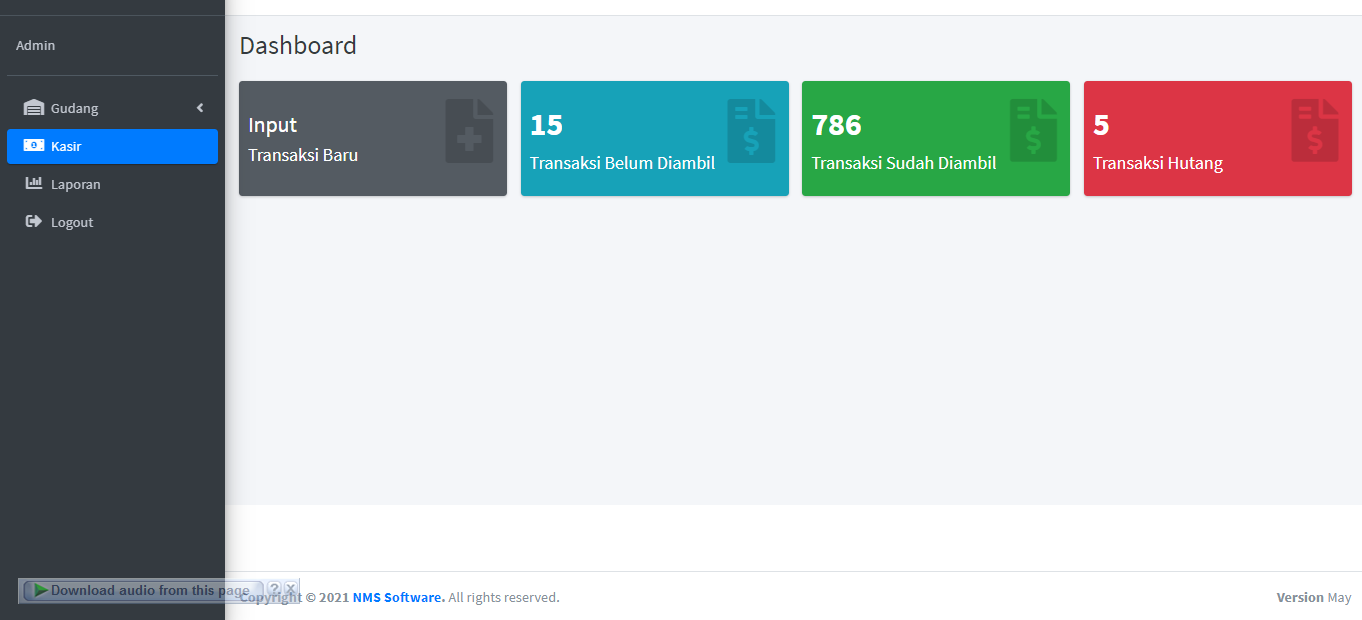 Admin
Gudang
Kasir
Laporan
Logout
Dashboard
Input
Transaksi Baru
15
Transaksi Belum Diambil
786
Transaksi Sudah Diambil
5
Transaksi Hutang
Download audio from this page ? X
Copyright © 2021 NMS Software. All rights reserved.
Version May